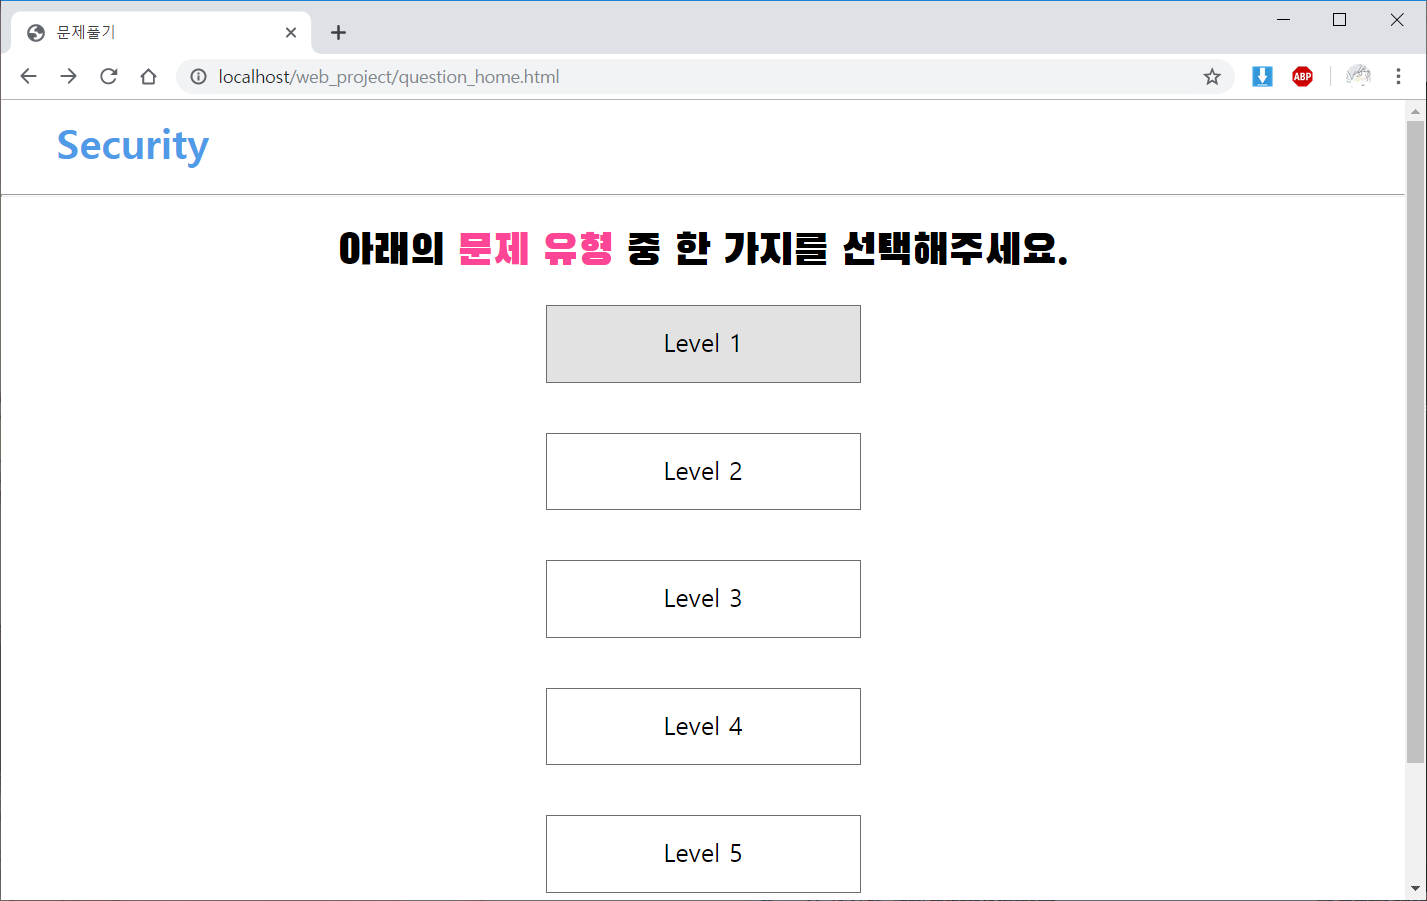 문제풀기
localhost/web_project/question_home.html
ABP
Security
아래의 문제 유형 중 한 가지를 선택해주세요.
Level 1
Level 2
Level 3
Level 4
Level 5